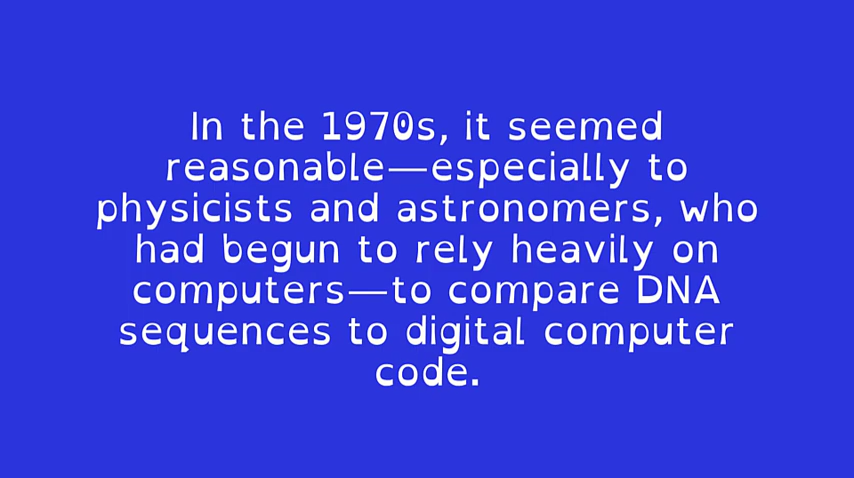 In the 1970s, it seemed
reasonable—especially to
physicists and astronomers, who
had begun to rely heavily on
computers—to compare DNA
sequences to digital computer
code.